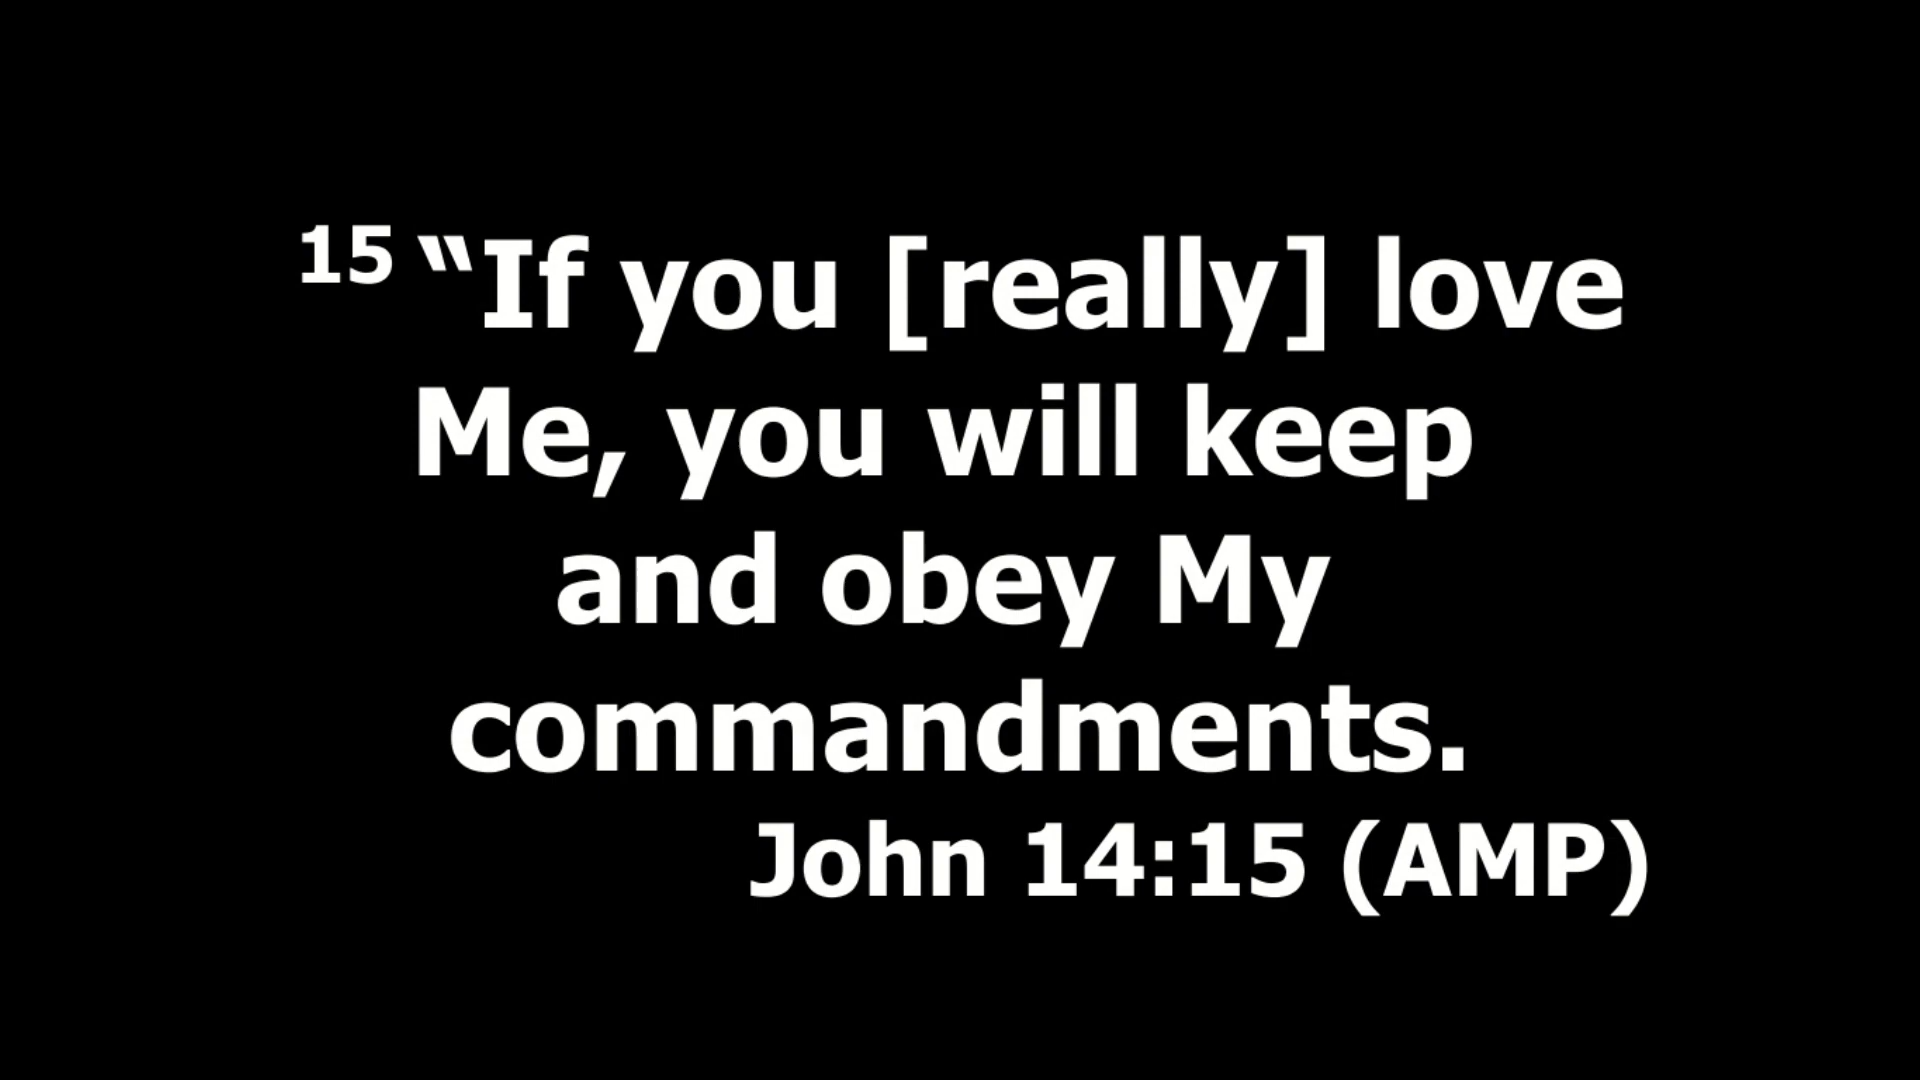 15 “If you [really] love
Me, you will keep
and obey My
commandments.
John 14:15 (AMP)